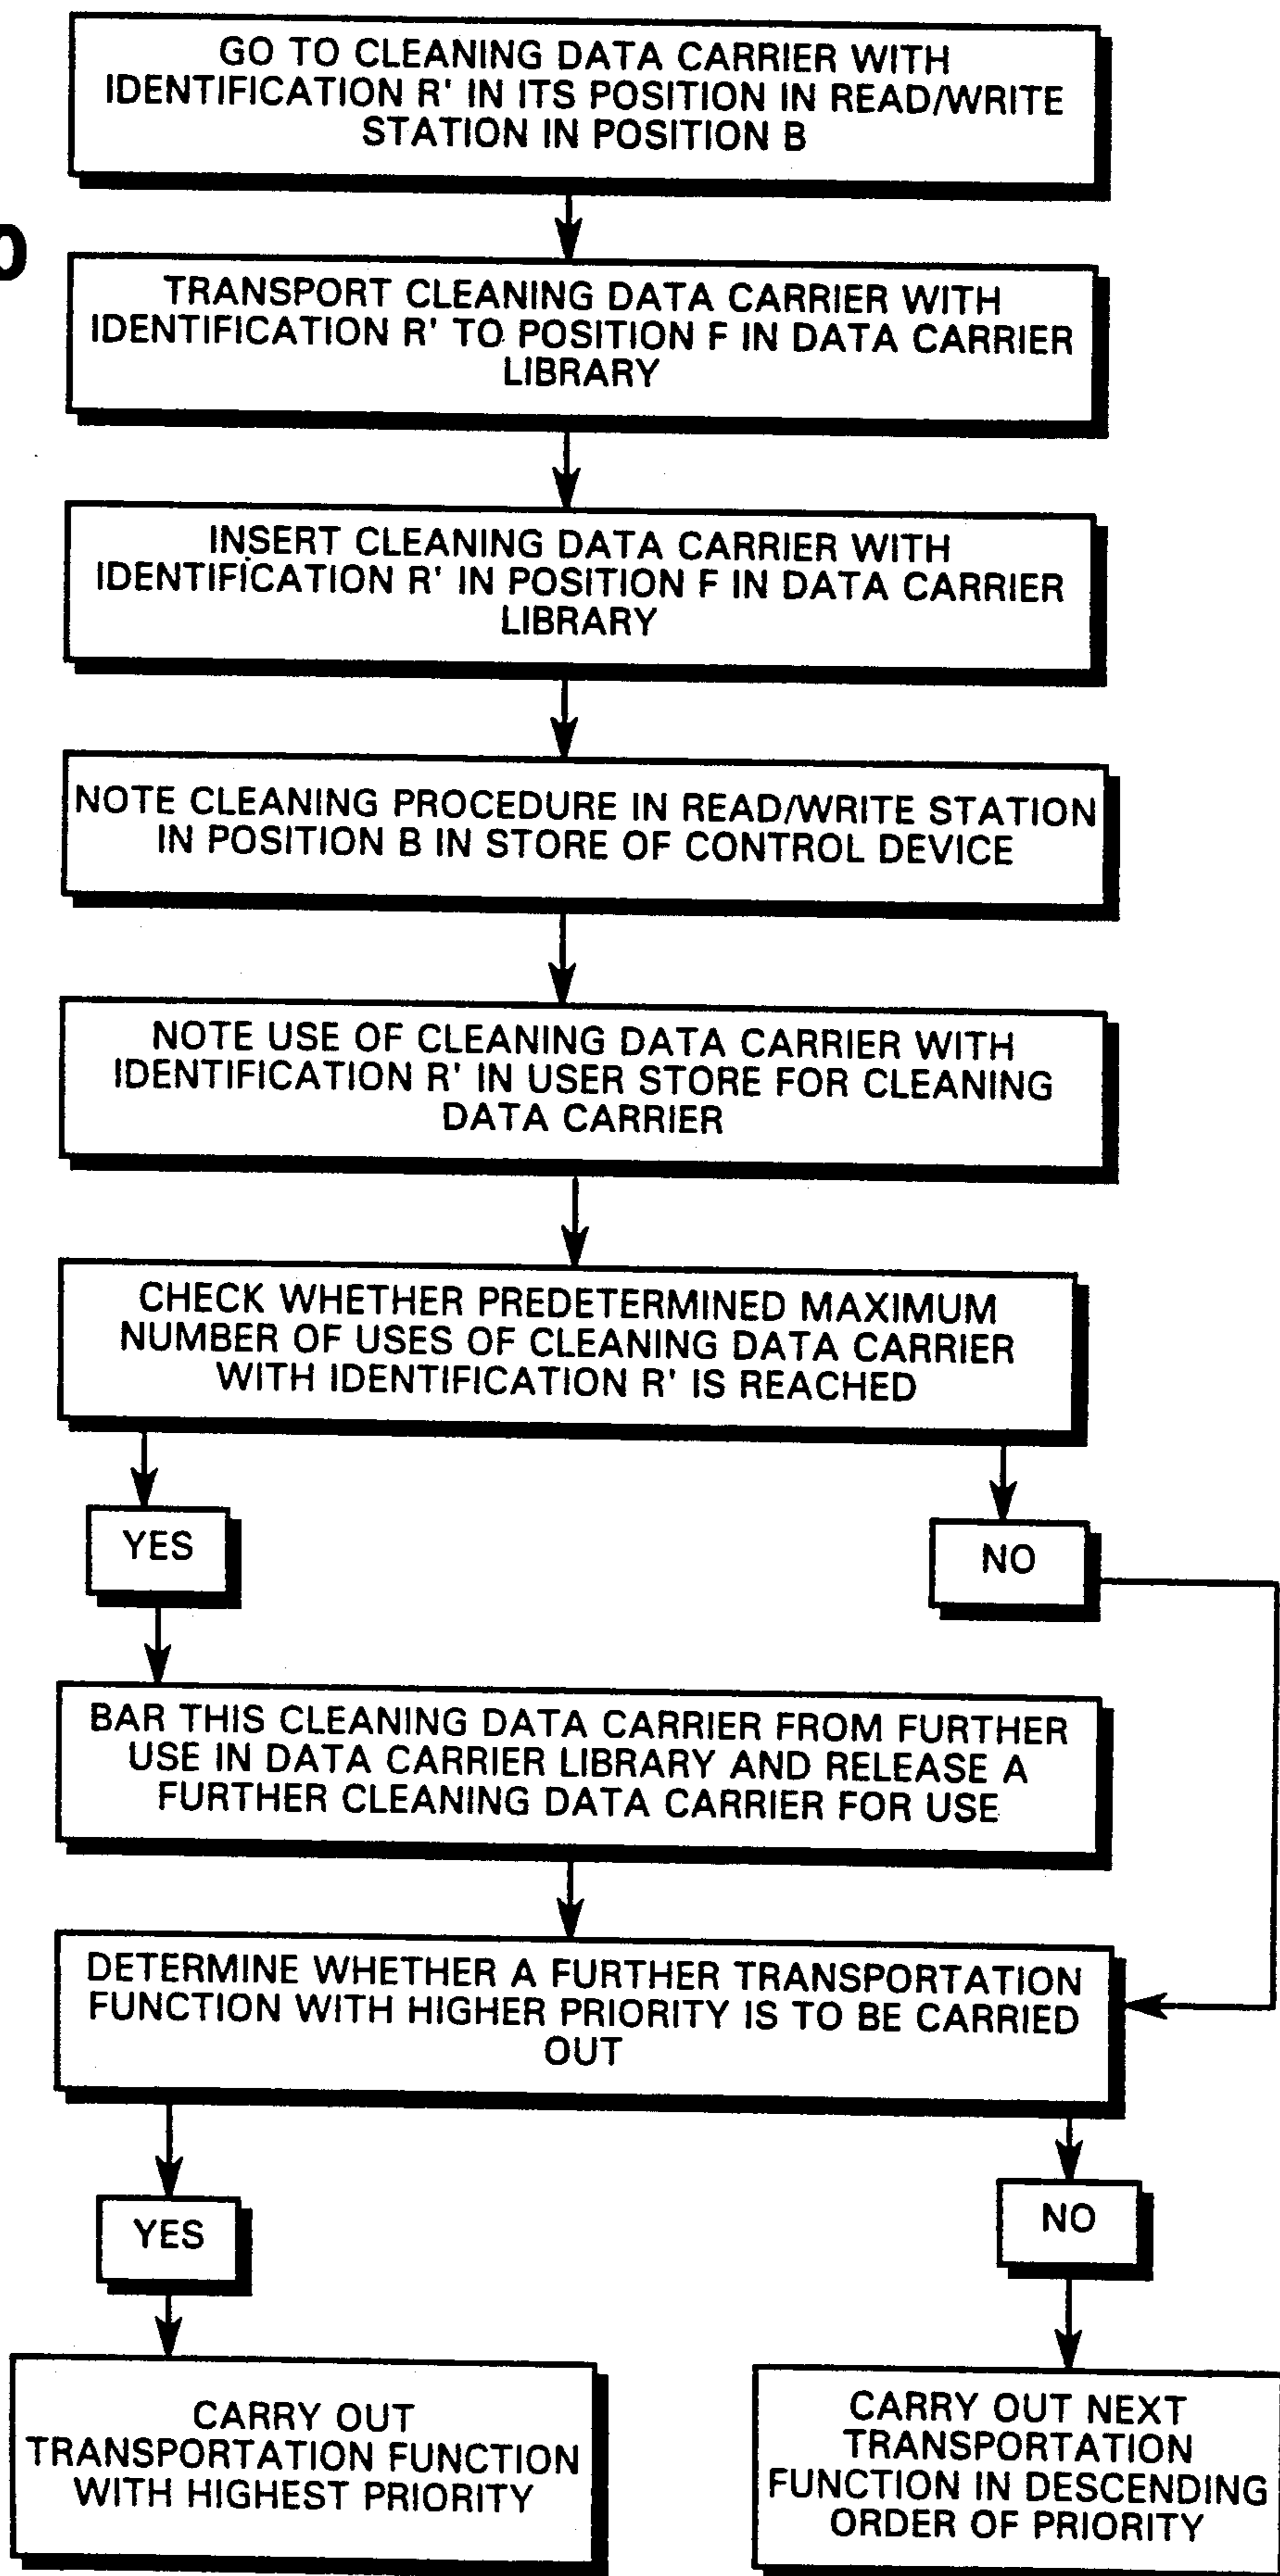 GO TO CLEANING DATA CARRIER WITH
IDENTIFICATION R' IN ITS POSITION IN READ/WRITE
STATION IN POSITION B
TRANSPORT CLEANING DATA CARRIER WITH
IDENTIFICATION R' TO POSITION F IN DATA CARRIER
LIBRARY
INSERT CLEANING DATA CARRIER WITH
IDENTIFICATION R' IN POSITION F IN DATA CARRIER
LIBRARY
NOTE CLEANING PROCEDURE IN READ/WRITE STATION
IN POSITION B IN STORE OF CONTROL DEVICE
NOTE USE OF CLEANING DATA CARRIER WITH
IDENTIFICATION R' IN USER STORE FOR CLEANING
DATA CARRIER
CHECK WHETHER PREDETERMINED MAXIMUM
NUMBER OF USES OF CLEANING DATA CARRIER
WITH IDENTIFICATION R' IS REACHED
YES
NO
BAR THIS CLEANING DATA CARRIER FROM FURTHER
USE IN DATA CARRIER LIBRARY AND RELEASE A
FURTHER CLEANING DATA CARRIER FOR USE
DETERMINE WHETHER A FURTHER TRANSPORTATION
FUNCTION WITH HIGHER PRIORITY IS TO BE CARRIED
OUT
YES
NO
CARRY OUT
TRANSPORTATION FUNCTION
WITH HIGHEST PRIORITY
CARRY OUT NEXT
TRANSPORTATION
FUNCTION IN DESCENDING
ORDER OF PRIORITY